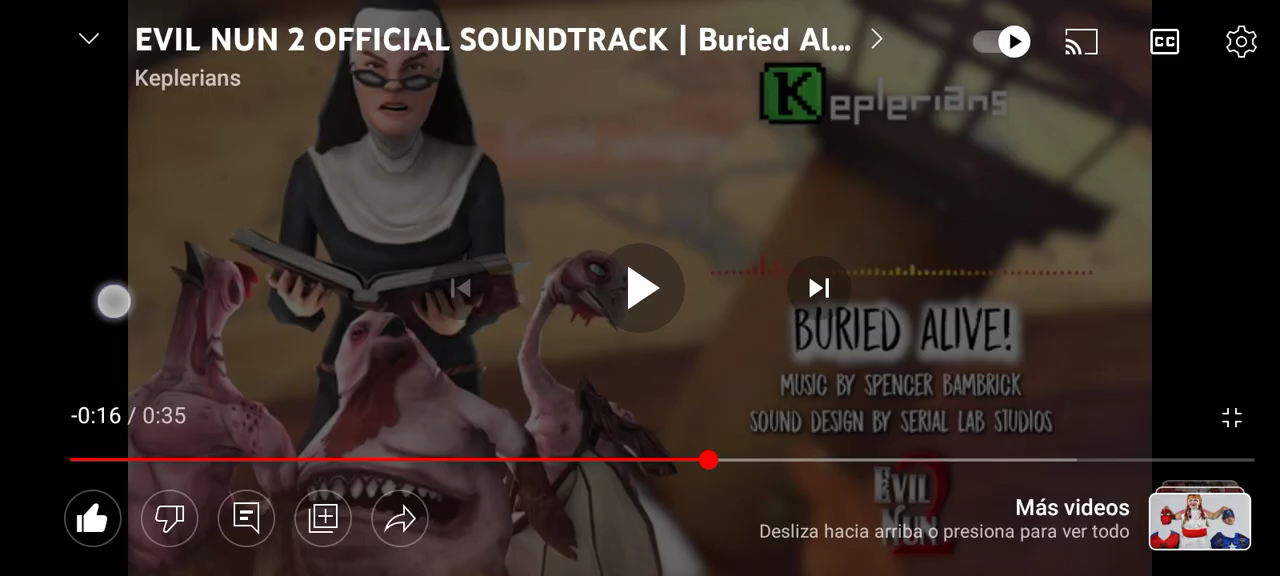 EVIL NUN 2 OFFICIAL SOUNDTRACK | Buried Al...
Keplerians
Keplerians
CC
BURIED ALIVE!
MUSIC BY SPENCER BAMBRICK
SOUND DESIGN BY SERIAL LAB STUDIOS
-0:16 / 0:35
EVIL
NUN 2
Más videos
Desliza hacia arriba o presiona para ver todo